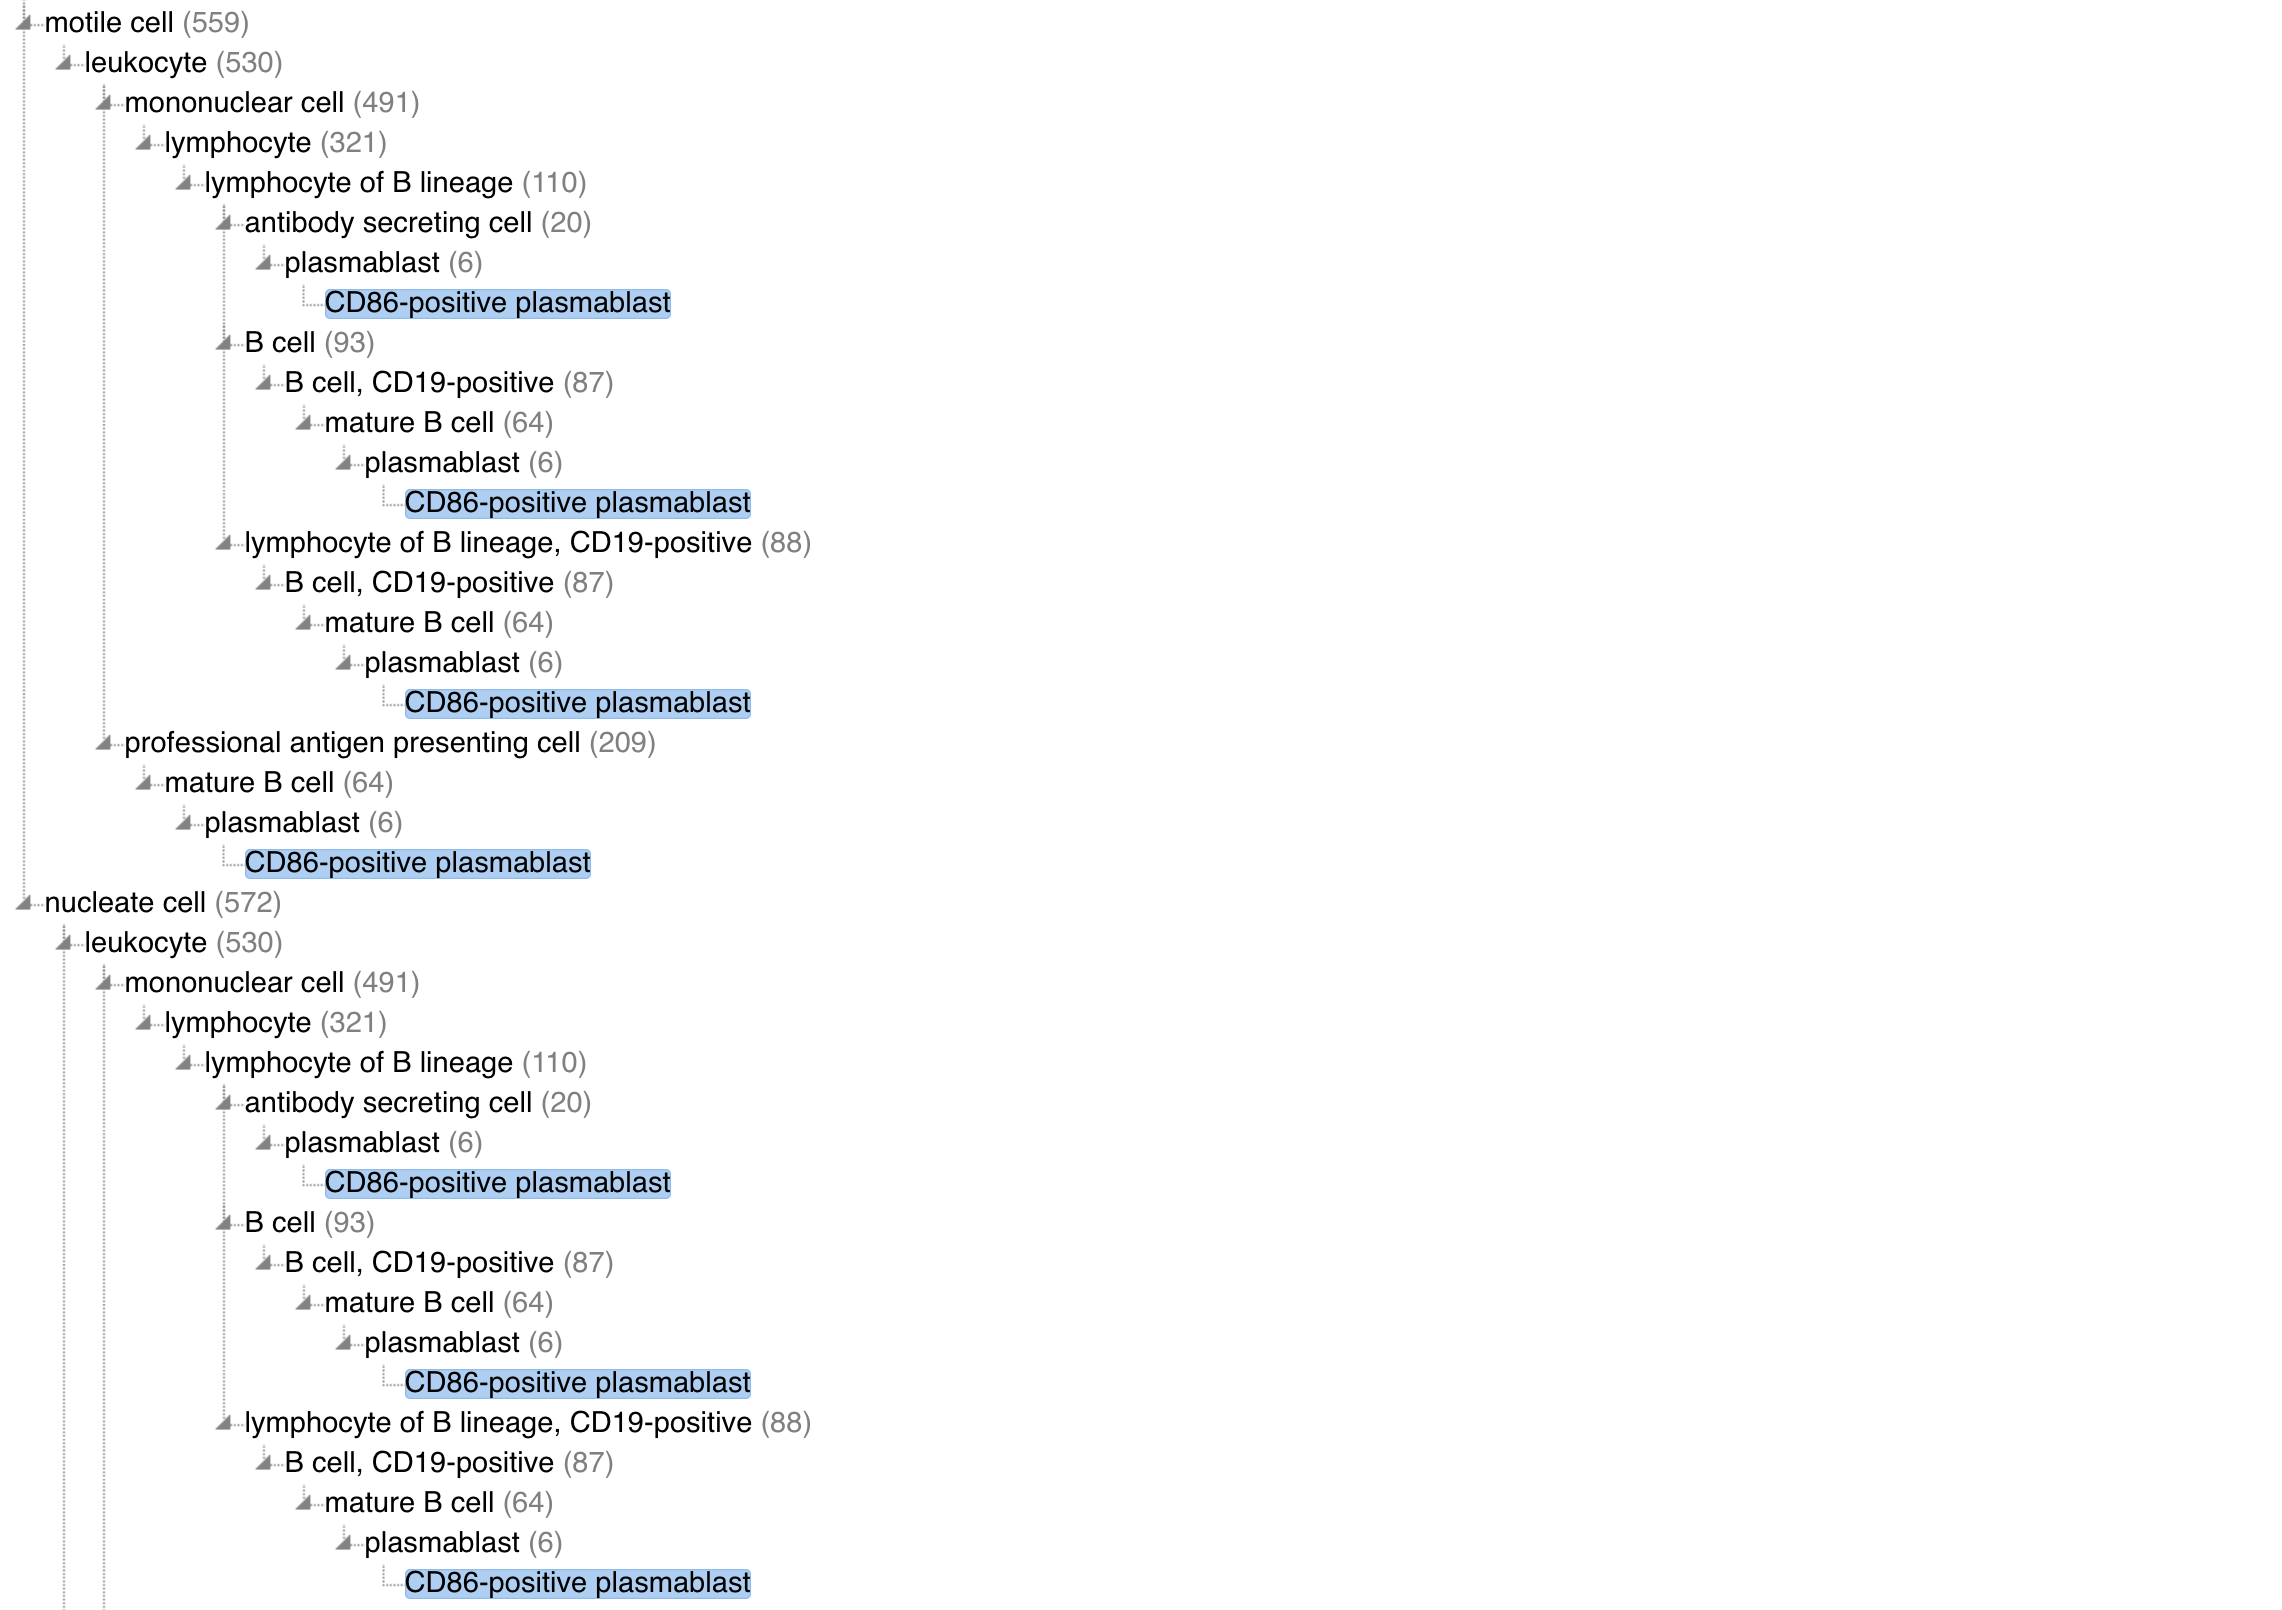 motile cell (559)
leukocyte (530)
mononuclear cell (491)
lymphocyte (321)
lymphocyte of B lineage (110)
antibody secreting cell (20)
plasmablast (6)
CD86-positive plasmablast
B cell (93)
B cell, CD19-positive (87)
mature B cell (64)
plasmablast (6)
CD86-positive plasmablast
lymphocyte of B lineage, CD19-positive (88)
B cell, CD19-positive (87)
mature B cell (64)
plasmablast (6)
CD86-positive plasmablast
professional antigen presenting cell (209)
mature B cell (64)
plasmablast (6)
CD86-positive plasmablast
nucleate cell (572)
leukocyte (530)
mononuclear cell (491)
lymphocyte (321)
lymphocyte of B lineage (110)
antibody secreting cell (20)
plasmablast (6)
CD86-positive plasmablast
B cell (93)
B cell, CD19-positive (87)
mature B cell (64)
plasmablast (6)
CD86-positive plasmablast
lymphocyte of B lineage, CD19-positive (88)
B cell, CD19-positive (87)
mature B cell (64)
plasmablast (6)
CD86-positive plasmablast